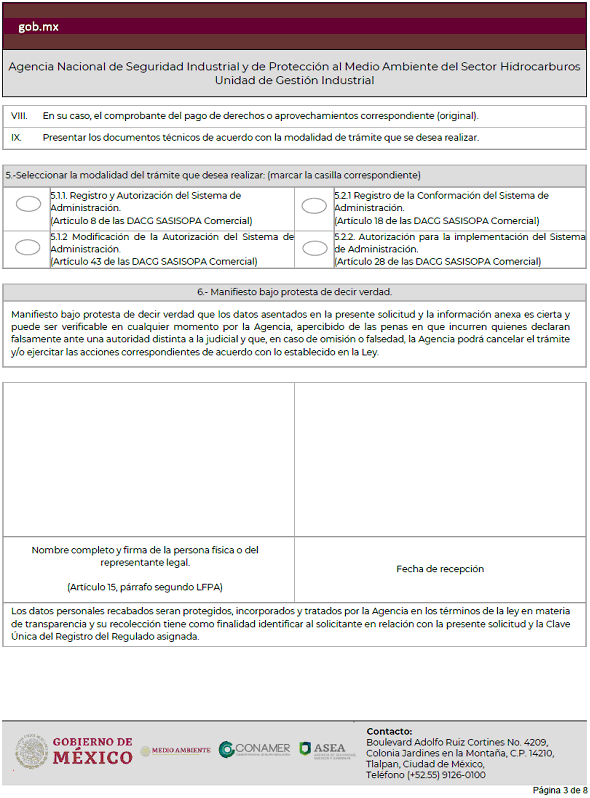 gob.mx
Agencia Nacional de Seguridad Industrial y de Protección al Medio Ambiente del Sector Hidrocarburos
Unidad de Gestión Industrial
VIII. En su caso, el comprobante del pago de derechos o aprovechamientos correspondiente (original).
IX. Presentar los documentos técnicos de acuerdo con la modalidad de trámite que se desea realizar.
5.-Seleccionar la modalidad del trámite que desea realizar: (marcar la casilla correspondiente)
5.1.1. Registro y Autorización del Sistema de
Administración.
(Artículo 8 de las DACG SASISOPA Comercial)
5.2.1 Registro de la Conformación del Sistema de
Administración.
(Artículo 18 de las DACG SASISOPA Comercial)
5.1.2 Modificación de la Autorización del Sistema de
Administración.
(Artículo 43 de las DACG SASISOPA Comercial)
5.2.2. Autorización para la implementación del Sistema
de Administración.
(Artículo 28 de las DACG SASISOPA Comercial)
6.- Manifiesto bajo protesta de decir verdad.
Manifiesto bajo protesta de decir verdad que los datos asentados en la presente solicitud y la información anexa es cierta y
puede ser verificable en cualquier momento por la Agencia, apercibido de las penas en que incurren quienes declaran
falsamente ante una autoridad distinta a la judicial y que, en caso de omisión o falsedad, la Agencia podrá cancelar el trámite
y/o ejercitar las acciones correspondientes de acuerdo con lo establecido en la Ley.
Nombre completo y firma de la persona física o del
representante legal.
(Artículo 15, párrafo segundo LFPA)
Fecha de recepción
Los datos personales recabados seran protegidos, incorporados y tratados por la Agencia en los términos de la ley en materia
de transparencia y su recolección tiene como finalidad identificar al solicitante en relación con la presente solicitud y la Clave
Única del Registro del Regulado asignada.
GOBIERNO DE
MÉXICO
MEDIO AMBIENTE
CONAMER
ASEA
Contacto:
Boulevard Adolfo Ruiz Cortines No. 4209,
Colonia Jardines en la Montaña, C.P. 14210,
Tlalpan, Ciudad de México,
Teléfono (+52.55) 9126-0100
Página 3 de 8